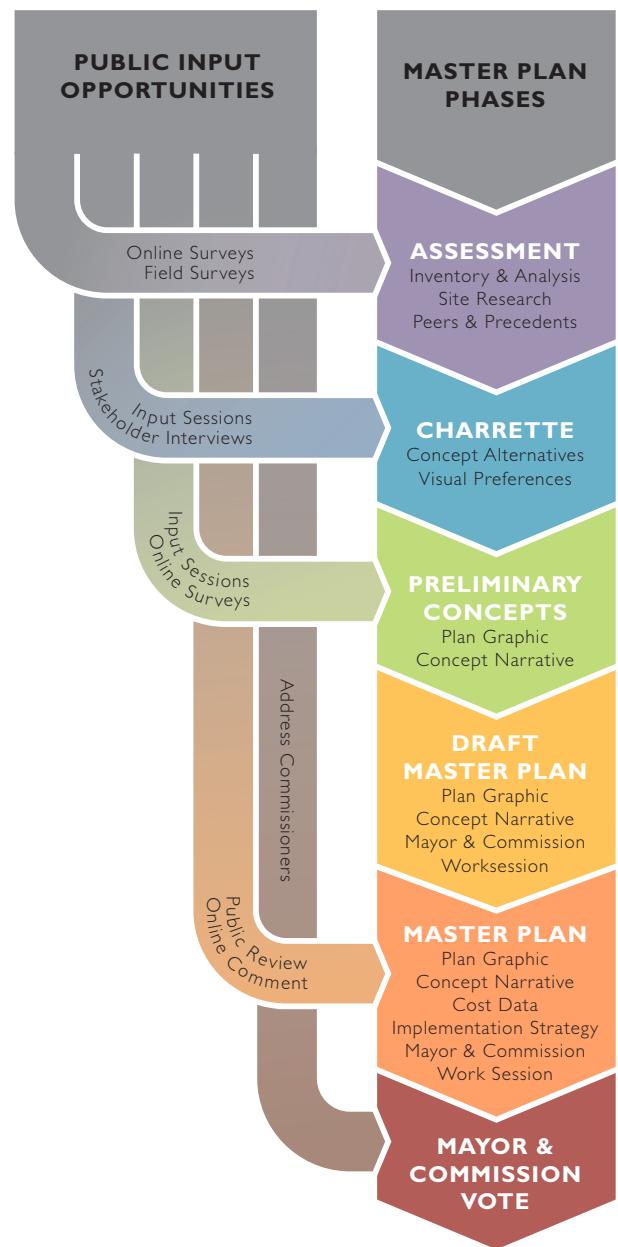 PUBLIC INPUT
OPPORTUNITIES
Online Surveys
Field Surveys
Input Sessions
Stakeholder Interviews
Input Sessions
Online Surveys
Address Commissioners
Public Review
Online Comment
MASTER PLAN
PHASES
ASSESSMENT
Inventory & Analysis
Site Research
Peers & Precedents
CHARRETTE
Concept Alternatives
Visual Preferences
PRELIMINARY
CONCEPTS
Plan Graphic
Concept Narrative
DRAFT
MASTER PLAN
Plan Graphic
Concept Narrative
Mayor & Commission
Worksession
MASTER PLAN
Plan Graphic
Concept Narrative
Cost Data
Implementation Strategy
Mayor & Commission
Work Session
MAYOR &
COMMISSION
VOTE